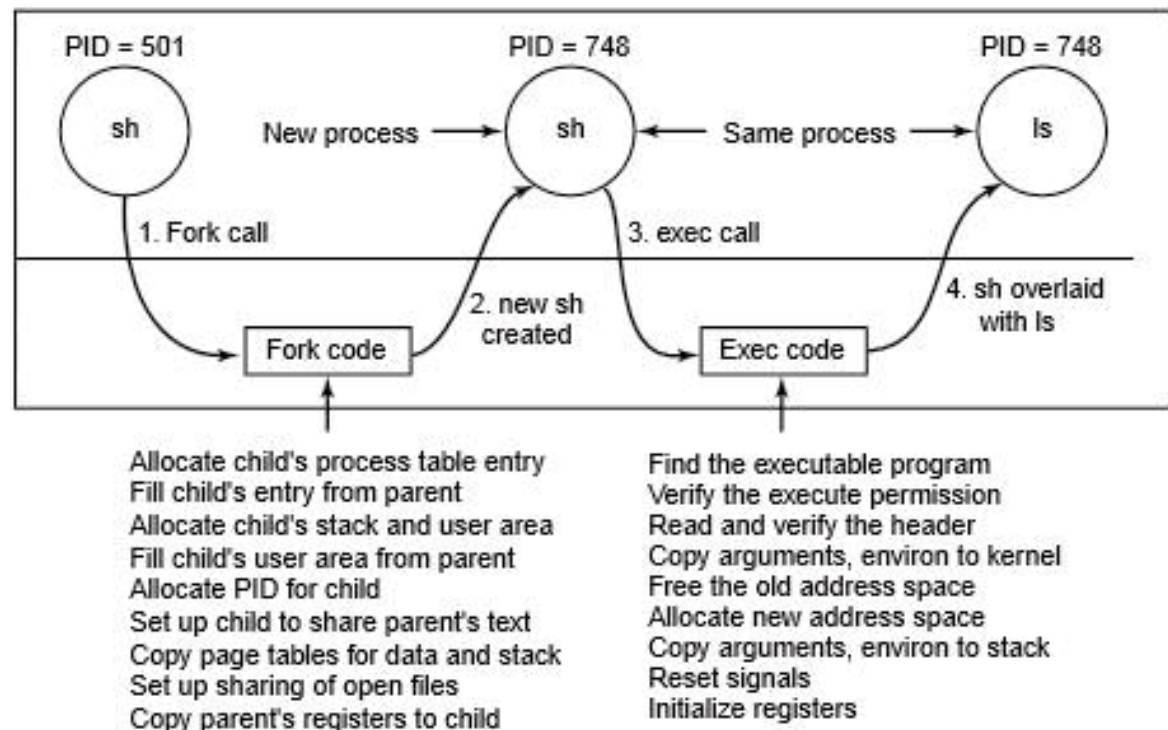 PID = 501
PID = 748
PID = 748
sh
New process
sh
Same process
ls
1. Fork call
3. exec call
2. new sh
created
4. sh overlaid
with ls
Fork code
Exec code
Allocate child's process table entry
Fill child's entry from parent
Allocate child's stack and user area
Fill child's user area from parent
Allocate PID for child
Set up child to share parent's text
Copy page tables for data and stack
Set up sharing of open files
Copy parent's registers to child
Find the executable program
Verify the execute permission
Read and verify the header
Copy arguments, environ to kernel
Free the old address space
Allocate new address space
Copy arguments, environ to stack
Reset signals
Initialize registers